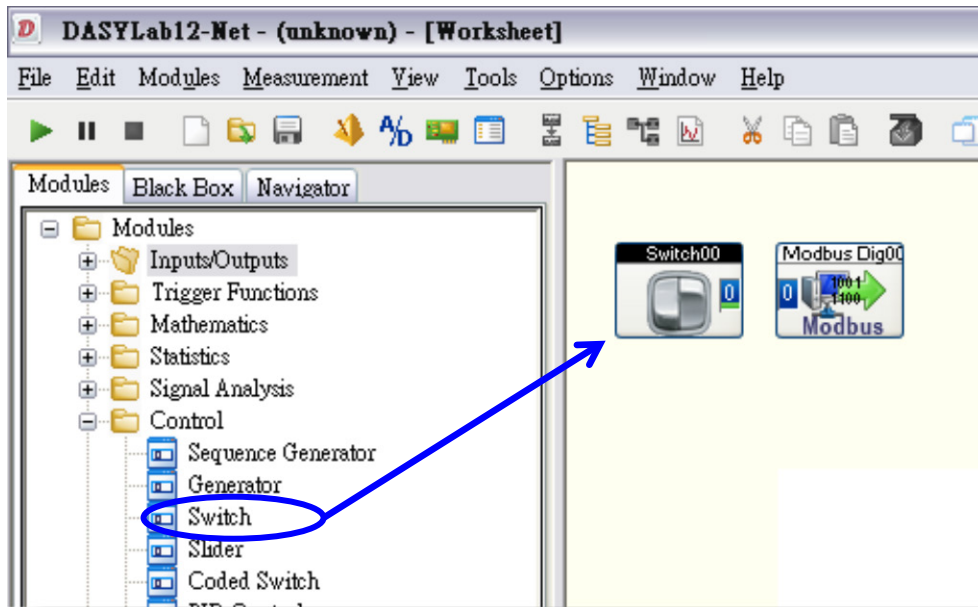 DASYLab12-Net - (unknown) - [Worksheet]
File Edit Modules Measurement View Tools Options Window Help
Modules Black Box Navigator
Modules
Inputs/Outputs
Trigger Functions
Mathematics
Statistics
Signal Analysis
Control
Sequence Generator
Generator
Switch
Slider
Coded Switch
Switch00
0
Modbus Dig00
0
1001
1100
Modbus